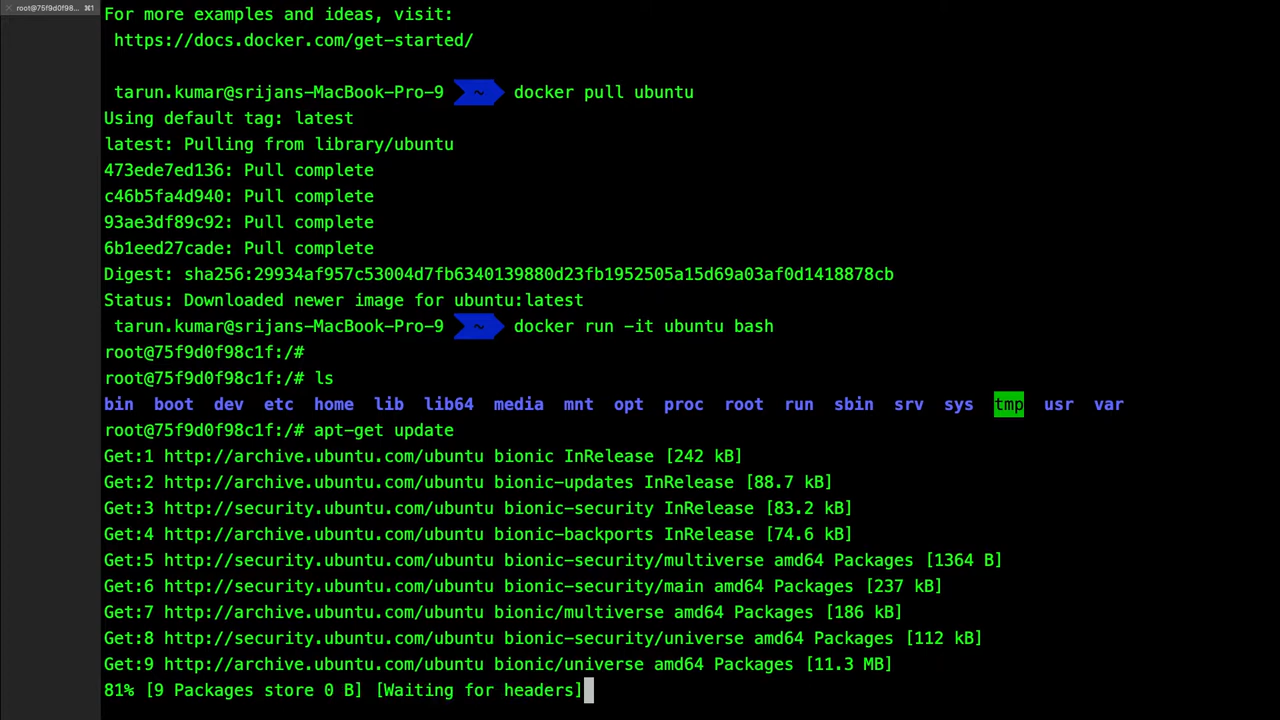 root@75f9d0f98... ⌘1
For more examples and ideas, visit:
https://docs.docker.com/get-started/
tarun.kumar@srijans-MacBook-Pro-9 ~ docker pull ubuntu
Using default tag: latest
latest: Pulling from library/ubuntu
473ede7ed136: Pull complete
c46b5fa4d940: Pull complete
93ae3df89c92: Pull complete
6b1eed27cade: Pull complete
Digest: sha256:29934af957c53004d7fb6340139880d23fb1952505a15d69a03af0d1418878cb
Status: Downloaded newer image for ubuntu:latest
tarun.kumar@srijans-MacBook-Pro-9 ~ docker run -it ubuntu bash
root@75f9d0f98c1f:/#
root@75f9d0f98c1f:/# ls
bin boot dev etc home lib lib64 media mnt opt proc root run sbin srv sys tmp usr var
root@75f9d0f98c1f:/# apt-get update
Get:1 http://archive.ubuntu.com/ubuntu bionic InRelease [242 kB]
Get:2 http://archive.ubuntu.com/ubuntu bionic-updates InRelease [88.7 kB]
Get:3 http://security.ubuntu.com/ubuntu bionic-security InRelease [83.2 kB]
Get:4 http://archive.ubuntu.com/ubuntu bionic-backports InRelease [74.6 kB]
Get:5 http://security.ubuntu.com/ubuntu bionic-security/multiverse amd64 Packages [1364 B]
Get:6 http://security.ubuntu.com/ubuntu bionic-security/main amd64 Packages [237 kB]
Get:7 http://archive.ubuntu.com/ubuntu bionic/multiverse amd64 Packages [186 kB]
Get:8 http://security.ubuntu.com/ubuntu bionic-security/universe amd64 Packages [112 kB]
Get:9 http://archive.ubuntu.com/ubuntu bionic/universe amd64 Packages [11.3 MB]
81% [9 Packages store 0 B] [Waiting for headers]